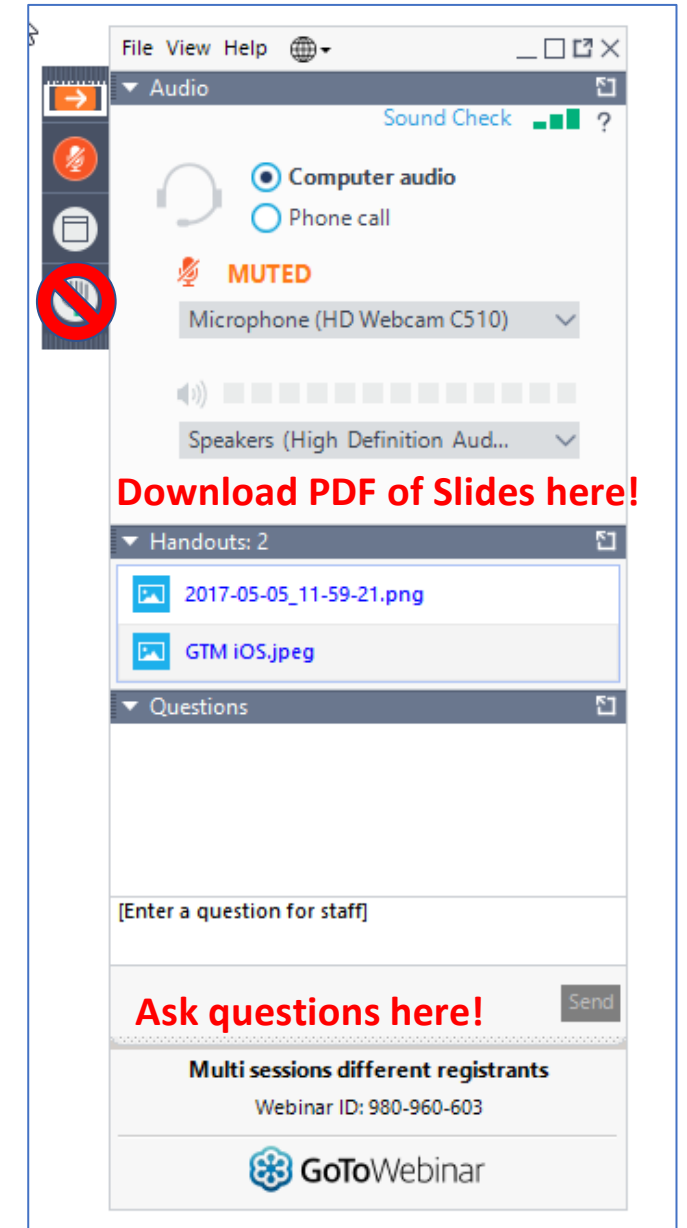 File View Help
Audio
Sound Check ?
Computer audio
Phone call
MUTED
Microphone (HD Webcam C510)
Speakers (High Definition Aud...
Download PDF of Slides here!
Handouts: 2
2017-05-05_11-59-21.png
GTM iOS.jpeg
Questions
[Enter a question for staff]
Ask questions here!
Send
Multi sessions different registrants
Webinar ID: 980-960-603
GoToWebinar